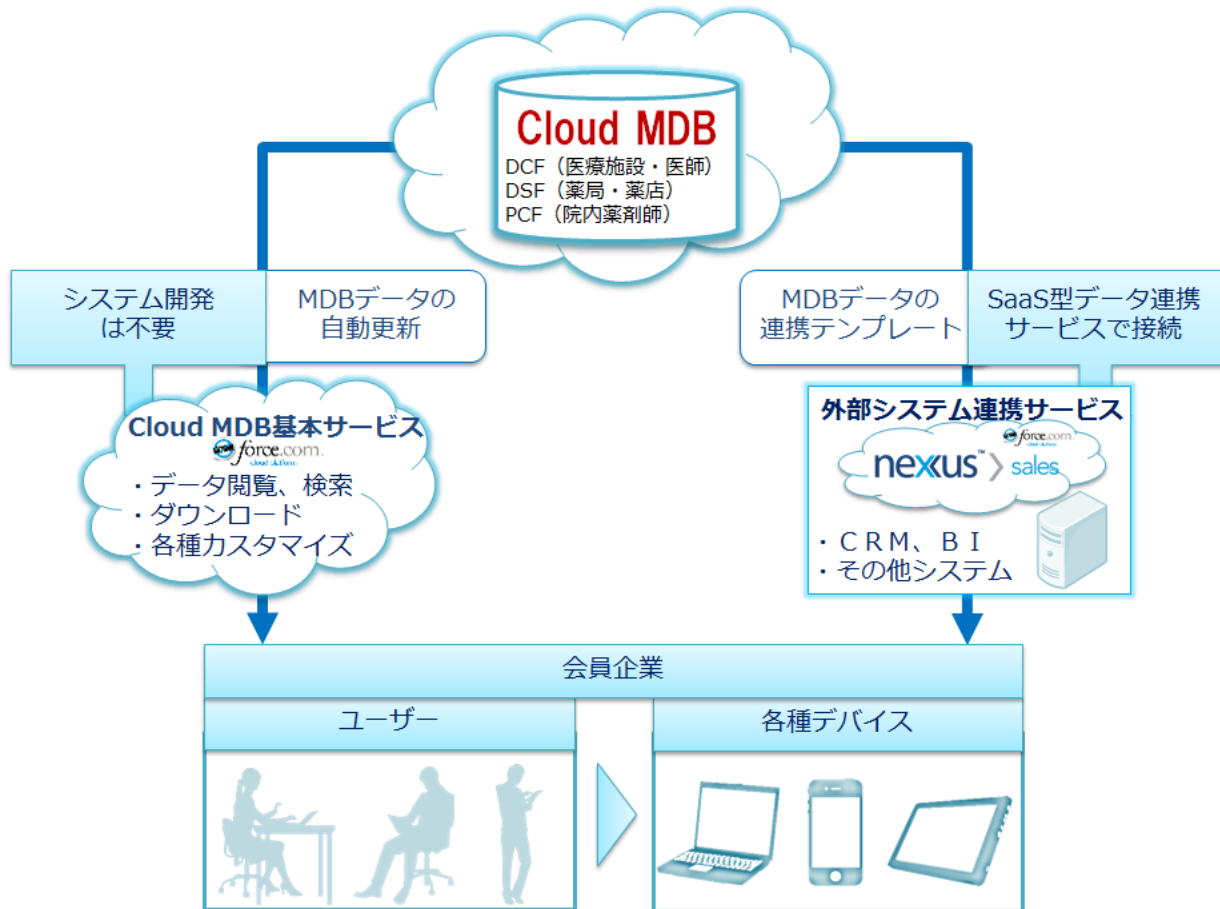 Cloud MDB
DCF（医療施設・医師）
DSF（薬局・薬店）
PCF（院内薬剤師）
システム開発
は不要
MDBデータの
自動更新
MDBデータの
連携テンプレート
SaaS型データ連携
サービスで接続
Cloud MDB基本サービス
force.com
cloud platform
・データ閲覧、検索
・ダウンロード
・各種カスタマイズ
外部システム連携サービス
force.com
cloud platform
nexxus™ 〉 sales
・ＣＲＭ、ＢＩ
・その他システム
会員企業
ユーザー
各種デバイス